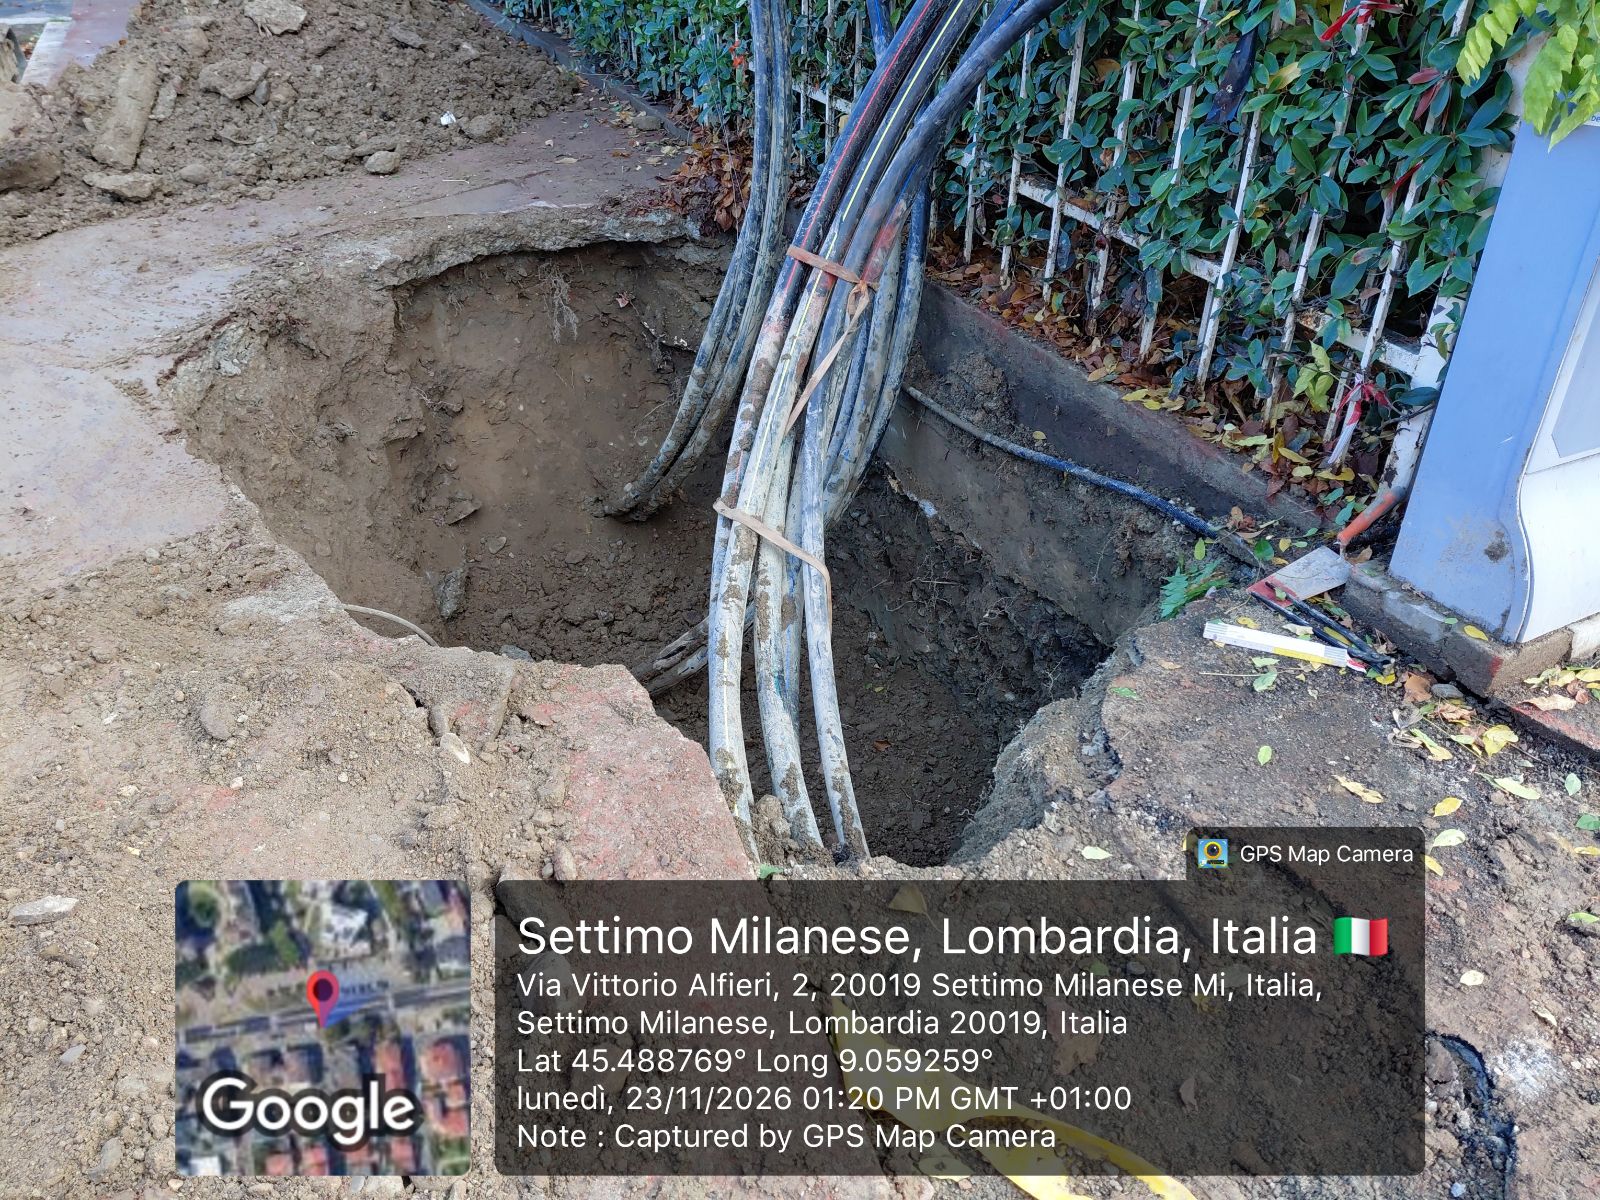 GPS Map Camera
Settimo Milanese, Lombardia, Italia
Via Vittorio Alfieri, 2, 20019 Settimo Milanese Mi, Italia,
Settimo Milanese, Lombardia 20019, Italia
Lat 45.488769° Long 9.059259°
lunedì, 23/11/2026 01:20 PM GMT +01:00
Note : Captured by GPS Map Camera
Google